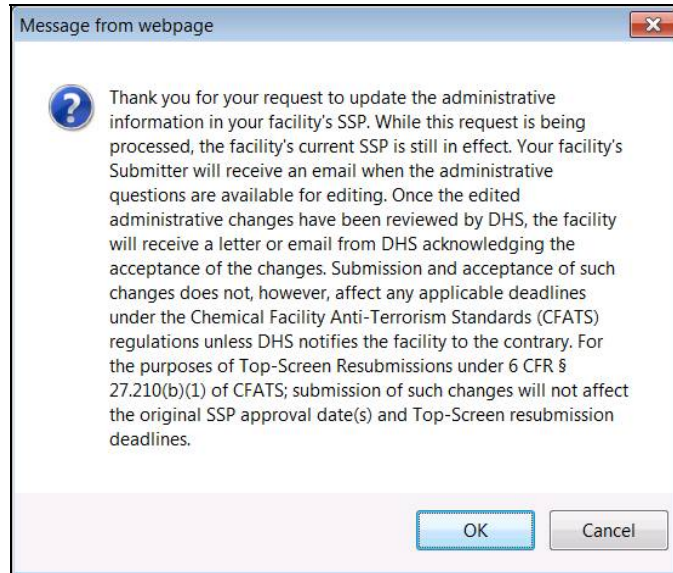 Message from webpage
Thank you for your request to update the administrative
information in your facility's SSP. While this request is being
processed, the facility's current SSP is still in effect. Your facility's
Submitter will receive an email when the administrative
questions are available for editing. Once the edited
administrative changes have been reviewed by DHS, the facility
will receive a letter or email from DHS acknowledging the
acceptance of the changes. Submission and acceptance of such
changes does not, however, affect any applicable deadlines
under the Chemical Facility Anti-Terrorism Standards (CFATS)
regulations unless DHS notifies the facility to the contrary. For
the purposes of Top-Screen Resubmissions under 6 CFR §
27.210(b)(1) of CFATS; submission of such changes will not affect
the original SSP approval date(s) and Top-Screen resubmission
deadlines.
OK Cancel